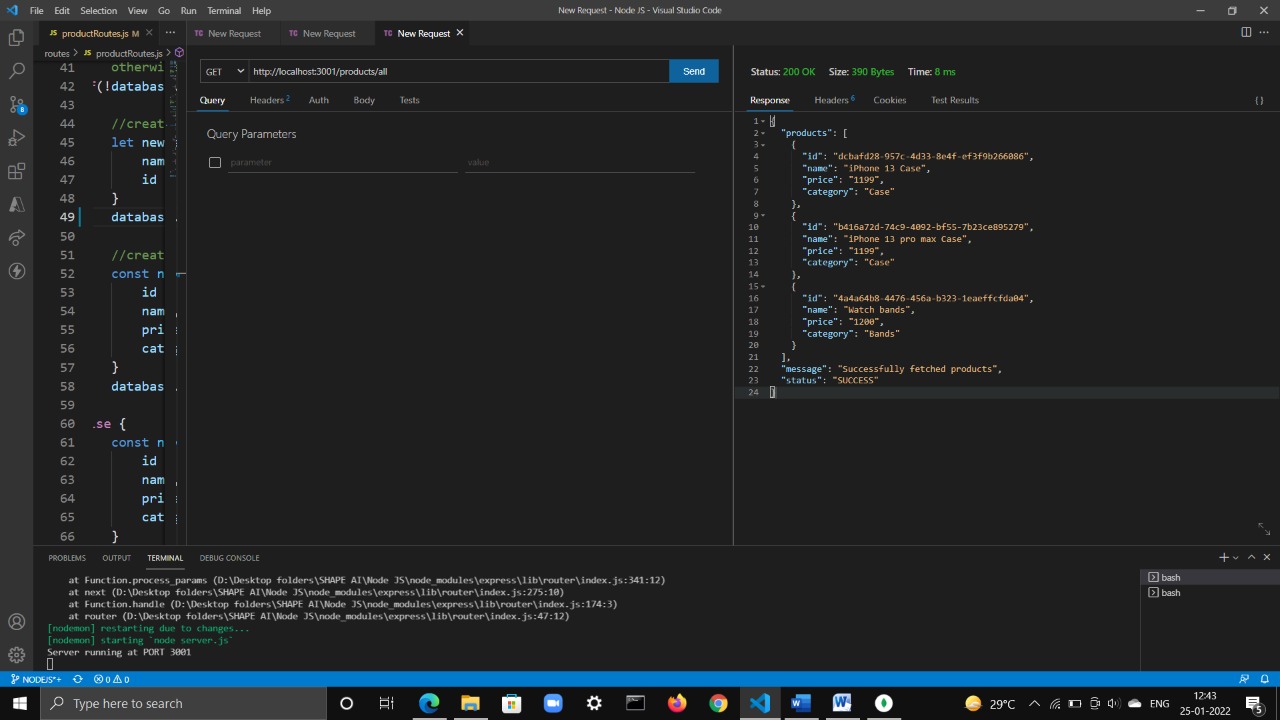 File Edit Selection View Go Run Terminal Help
New Request - Node JS - Visual Studio Code
JS productRoutes.js M × ···
TC New Request
TC New Request
TC New Request ×
routes > JS productRoutes.js >
GET http://localhost:3001/products/all Send
Query Headers 2 Auth Body Tests
Query Parameters
parameter value
41 otherwi
42 (!databas
43
44 //creat
45 let new
46 nam
47 id
48 }
49 databas
50
51 //creat
52 const n
53 id
54 nam
55 pri
56 cat
57 }
58 databas
59
60 .se {
61 const n
62 id
63 nam
64 pri
65 cat
66 }
Status: 200 OK Size: 390 Bytes Time: 8 ms
Response Headers 6 Cookies Test Results { }
1 {
2 "products": [
3 {
4 "id": "dcbafd28-957c-4d33-8e4f-ef3f9b266086",
5 "name": "iPhone 13 Case",
6 "price": "1199",
7 "category": "Case"
8 },
9 {
10 "id": "b416a72d-74c9-4092-bf55-7b23ce895279",
11 "name": "iPhone 13 pro max Case",
12 "price": "1199",
13 "category": "Case"
14 },
15 {
16 "id": "4a4a64b8-4476-456a-b323-1eaeffcfda04",
17 "name": "Watch bands",
18 "price": "1200",
19 "category": "Bands"
20 }
21 ],
22 "message": "Successfully fetched products",
23 "status": "SUCCESS"
24 }
PROBLEMS OUTPUT TERMINAL DEBUG CONSOLE
at Function.process_params (D:\Desktop folders\SHAPE AI\Node JS\node_modules\express\lib\router\index.js:341:12)
at next (D:\Desktop folders\SHAPE AI\Node JS\node_modules\express\lib\router\index.js:275:10)
at Function.handle (D:\Desktop folders\SHAPE AI\Node JS\node_modules\express\lib\router\index.js:174:3)
at router (D:\Desktop folders\SHAPE AI\Node JS\node_modules\express\lib\router\index.js:47:12)
[nodemon] restarting due to changes...
[nodemon] starting `node server.js`
Server running at PORT 3001
bash
bash
8
NODE/JS*+ 0 0
Type here to search
29°C ENG
12:43
25-01-2022
5